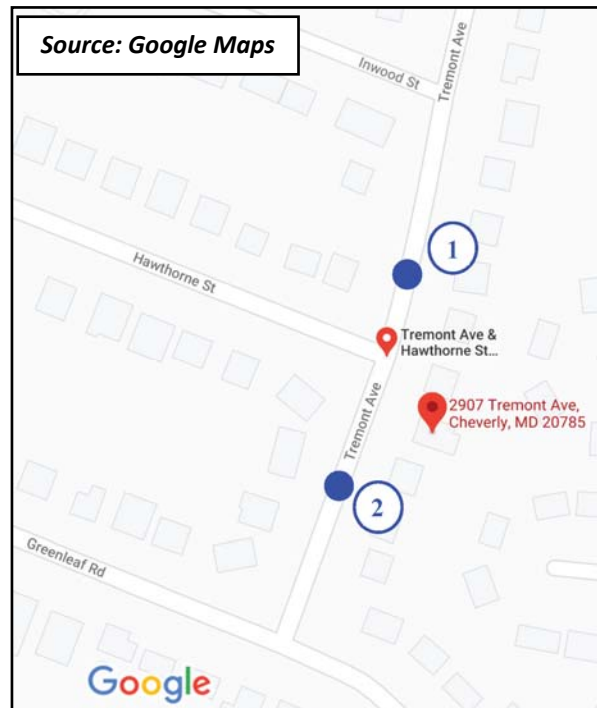 Source: Google Maps
Tremont Ave
Inwood St
1
Hawthorne St
Tremont Ave &
Hawthorne St...
Tremont Ave
2907 Tremont Ave,
Cheverly, MD 20785
2
Greenleaf Rd
Google